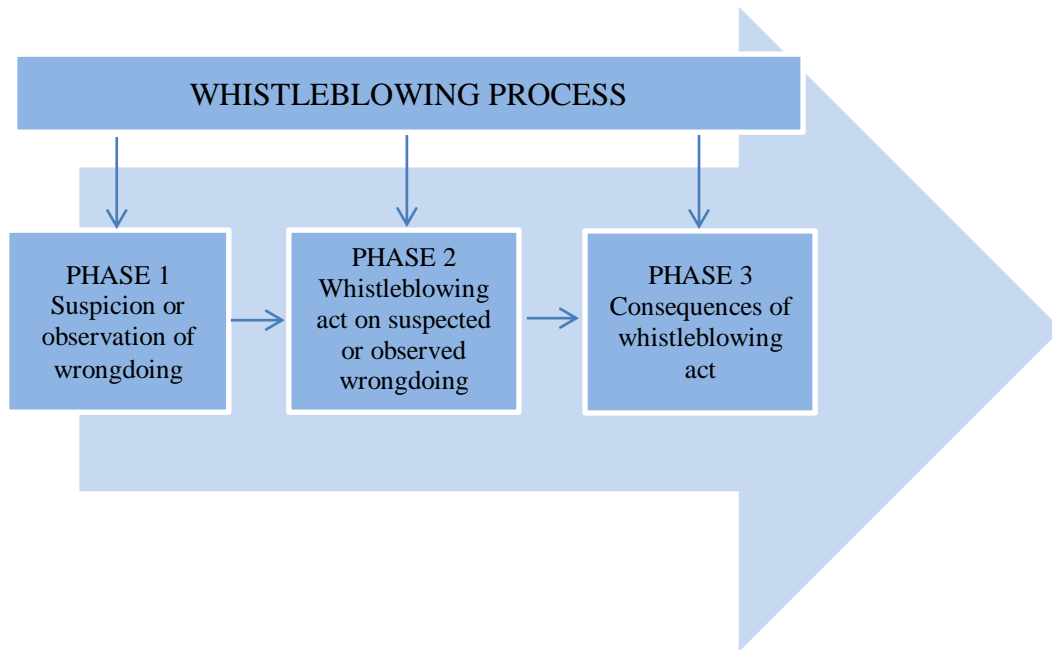 WHISTLEBLOWING PROCESS
PHASE 1
Suspicion or
observation of
wrongdoing
PHASE 2
Whistleblowing
act on suspected
or observed
wrongdoing
PHASE 3
Consequences of
whistleblowing
act